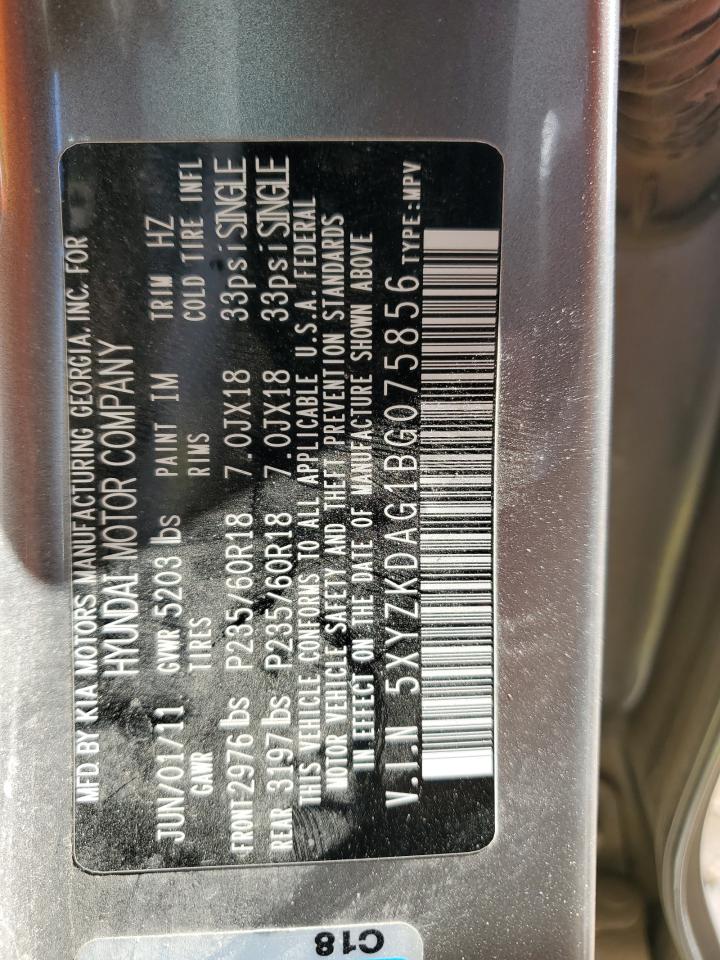 MFD. BY KIA MOTORS MANUFACTURING GEORGIA, INC. FOR
HYUNDAI MOTOR COMPANY
JUN/01/11 GVWR 5203 lbs PAINT IM TRIM HZ
GAWR TIRES RIMS COLD TIRE INFL
FRONT 2976 lbs P235/60R18 7.0JX18 33psi SINGLE
REAR 3197 lbs P235/60R18 7.0JX18 33psi SINGLE
THIS VEHICLE CONFORMS TO ALL APPLICABLE U.S.A. FEDERAL
MOTOR VEHICLE SAFETY AND THEFT PREVENTION STANDARDS
IN EFFECT ON THE DATE OF MANUFACTURE SHOWN ABOVE
V.I.N 5XYZKDAG1BG075856 TYPE:MPV
C18